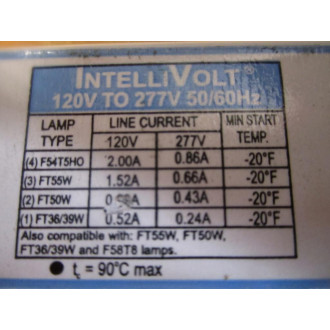 INTELLIVOLT®
120V TO 277V 50/60Hz
LAMP TYPE LINE CURRENT MIN START TEMP.
120V 277V
(4) F54T5HO 2.00A 0.86A -20°F
(3) FT55W 1.52A 0.66A -20°F
(2) FT50W 0.43A -20°F
(1) FT36/39W 0.52A 0.24A -20°F
Also compatible with: FT55W, FT50W,
FT36/39W and F58T8 lamps.
● tc = 90°C max